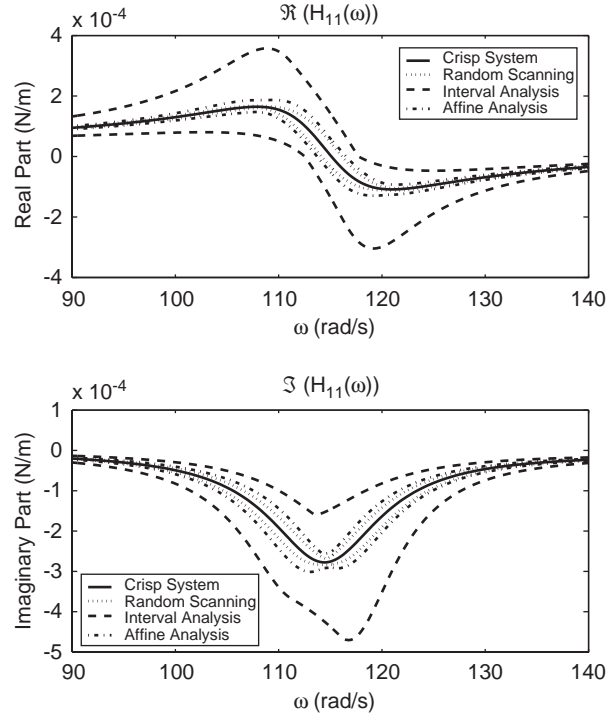 x 10-4
ℜ (H11(ω))
Real Part (N/m)
4
2
0
-2
-4
Crisp System
Random Scanning
Interval Analysis
Affine Analysis
90
100
110
120
130
140
ω (rad/s)
x 10-4
ℑ (H11(ω))
Imaginary Part (N/m)
1
0
-1
-2
-3
-4
-5
Crisp System
Random Scanning
Interval Analysis
Affine Analysis
90
100
110
120
130
140
ω (rad/s)